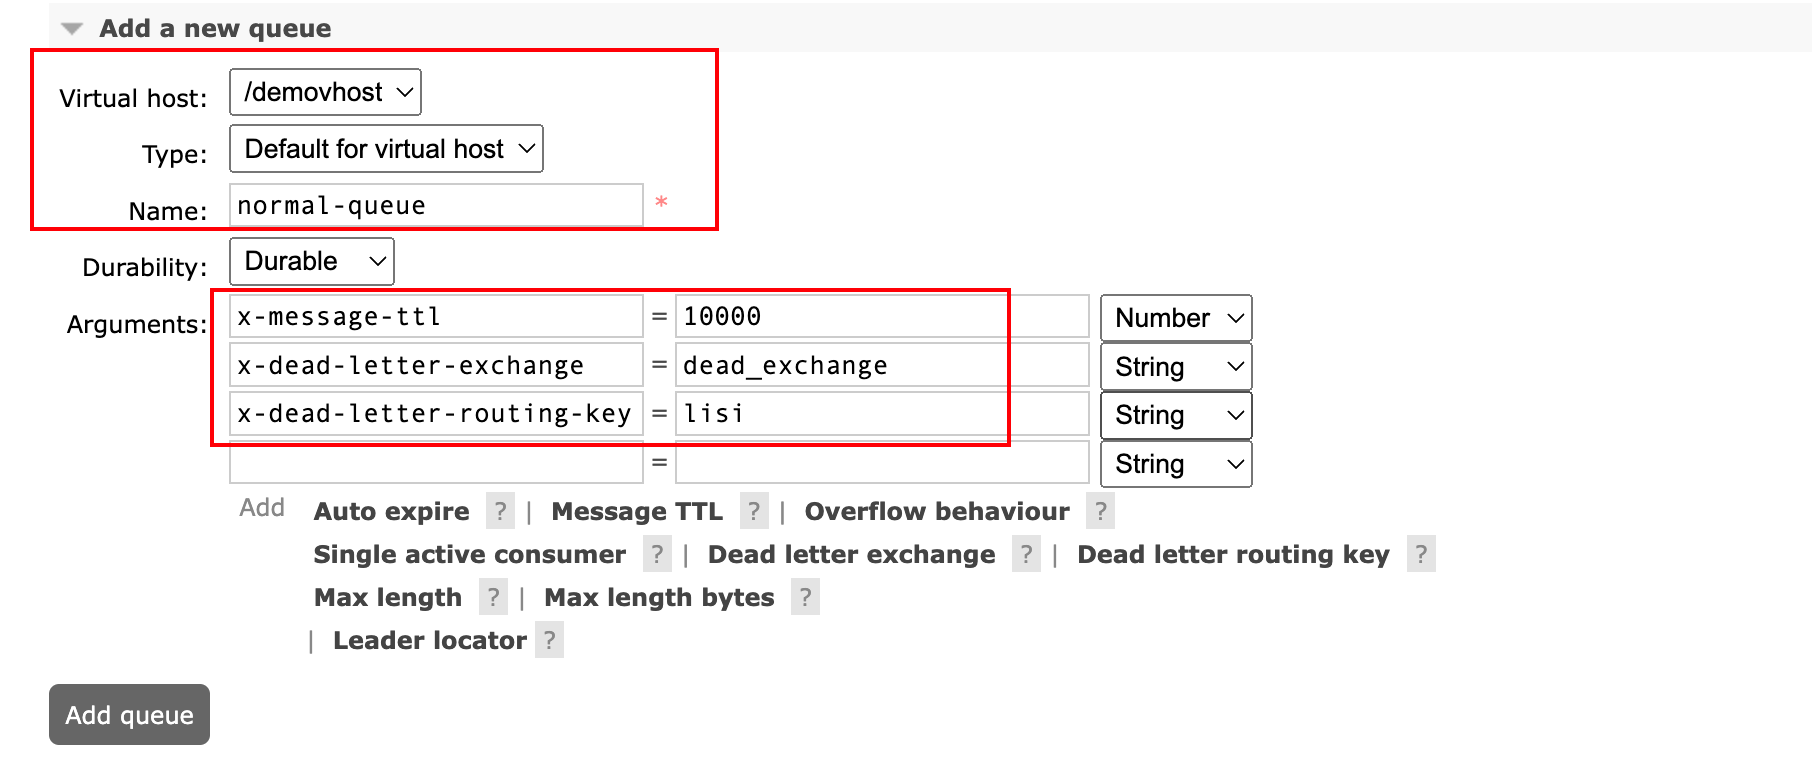 Add a new queue
Virtual host: /demovhost
Type: Default for virtual host
Name: normal-queue *
Durability: Durable
Arguments: x-message-ttl = 10000 Number
x-dead-letter-exchange = dead_exchange String
x-dead-letter-routing-key = lisi String
= String
Add Auto expire ? | Message TTL ? | Overflow behaviour ?
Single active consumer ? | Dead letter exchange ? | Dead letter routing key ?
Max length ? | Max length bytes ?
| Leader locator ?
Add queue